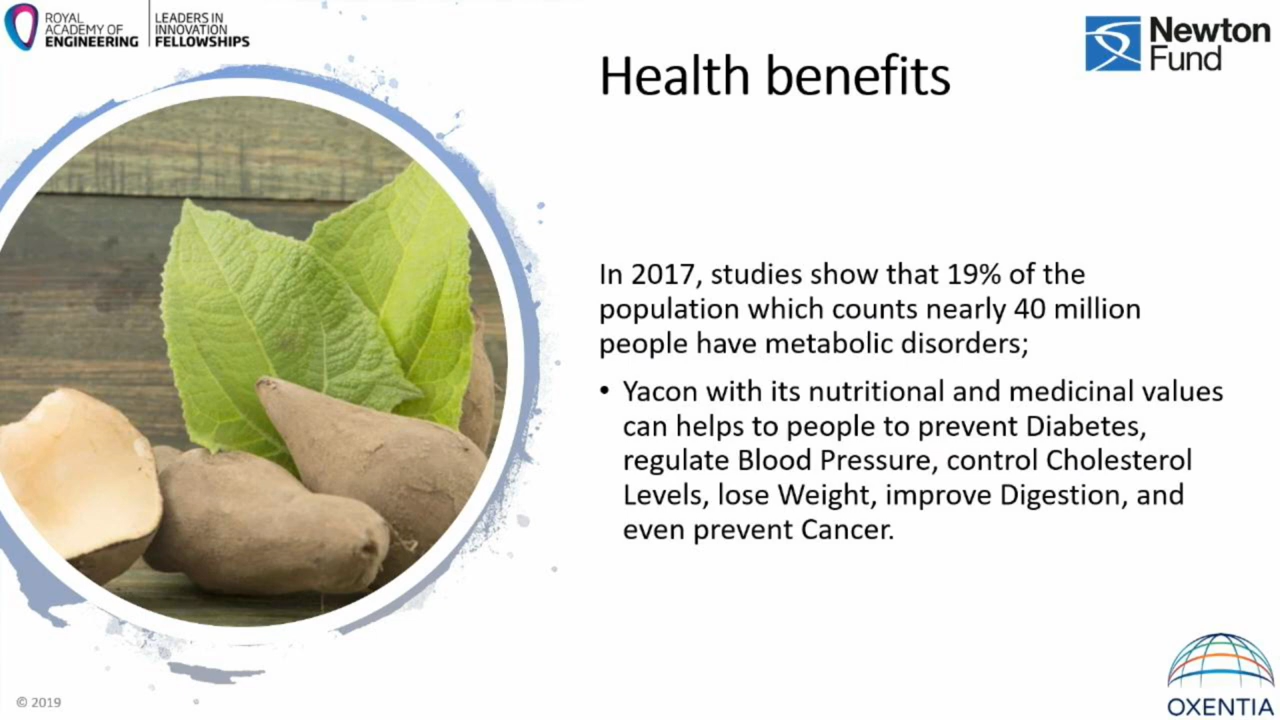 ROYAL
ACADEMY OF
ENGINEERING
LEADERS IN
INNOVATION
FELLOWSHIPS
Newton
Fund
Health benefits
In 2017, studies show that 19% of the
population which counts nearly 40 million
people have metabolic disorders;
• Yacon with its nutritional and medicinal values
can helps to people to prevent Diabetes,
regulate Blood Pressure, control Cholesterol
Levels, lose Weight, improve Digestion, and
even prevent Cancer.
© 2019
OXENTIA